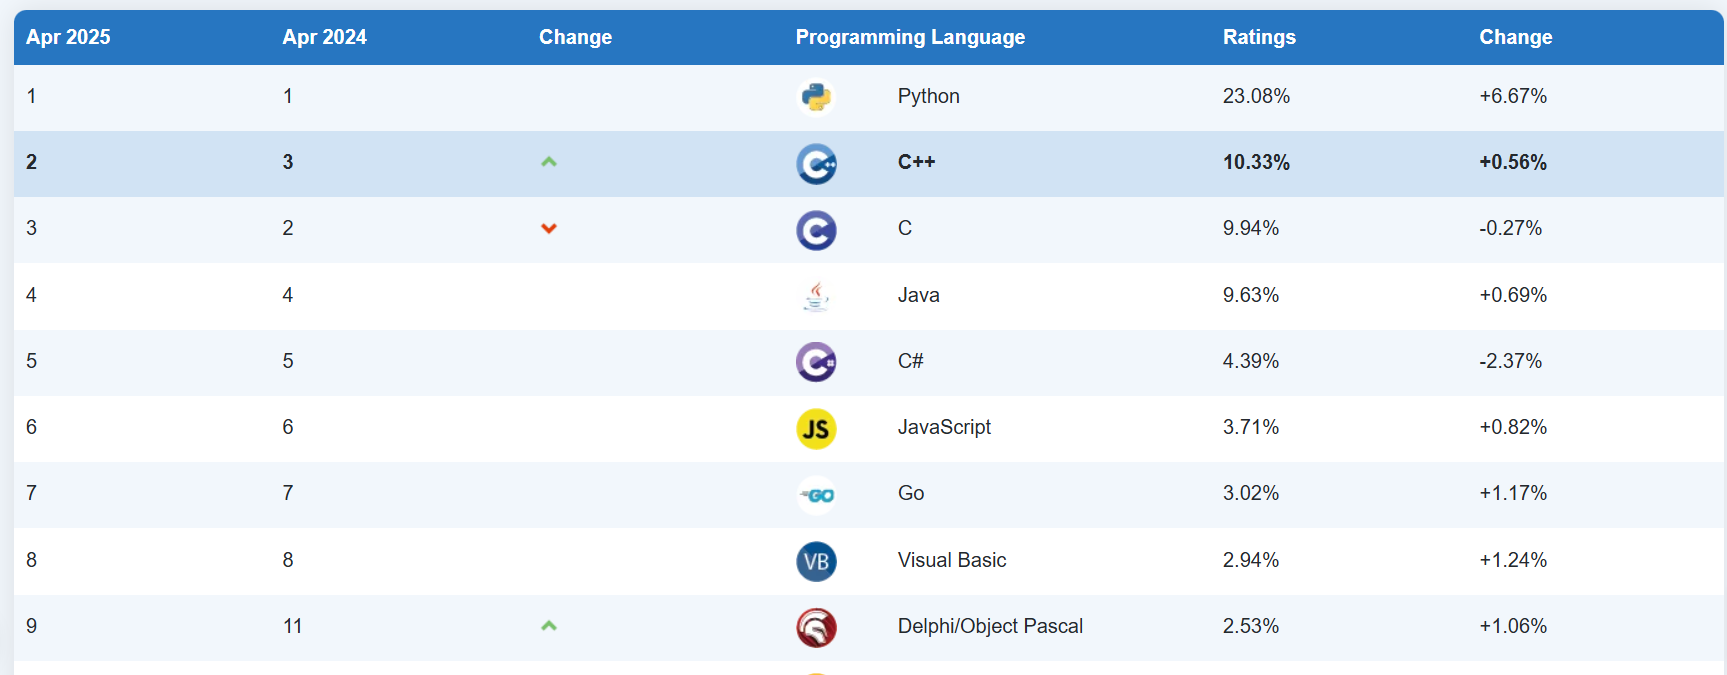 Apr 2025 Apr 2024 Change Programming Language Ratings Change
1 1 Python 23.08% +6.67%
2 3 C++ C++ 10.33% +0.56%
3 2 C C 9.94% -0.27%
4 4 Java 9.63% +0.69%
5 5 C# C# 4.39% -2.37%
6 6 JS JavaScript 3.71% +0.82%
7 7 GO Go 3.02% +1.17%
8 8 VB Visual Basic 2.94% +1.24%
9 11 Delphi/Object Pascal 2.53% +1.06%